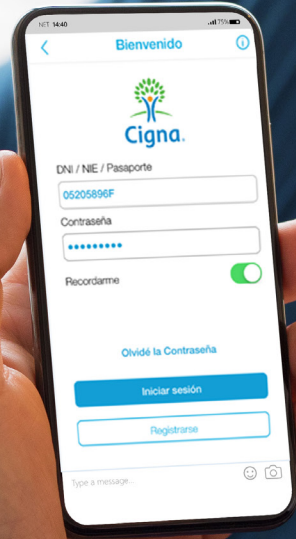 NET 14:40 75%
Bienvenido
Cigna.
DNI / NIE / Pasaporte
05205896F
Contraseña
•••••••••
Recordarme
Olvidé la Contraseña
Iniciar sesión
Registrarse
Type a message...